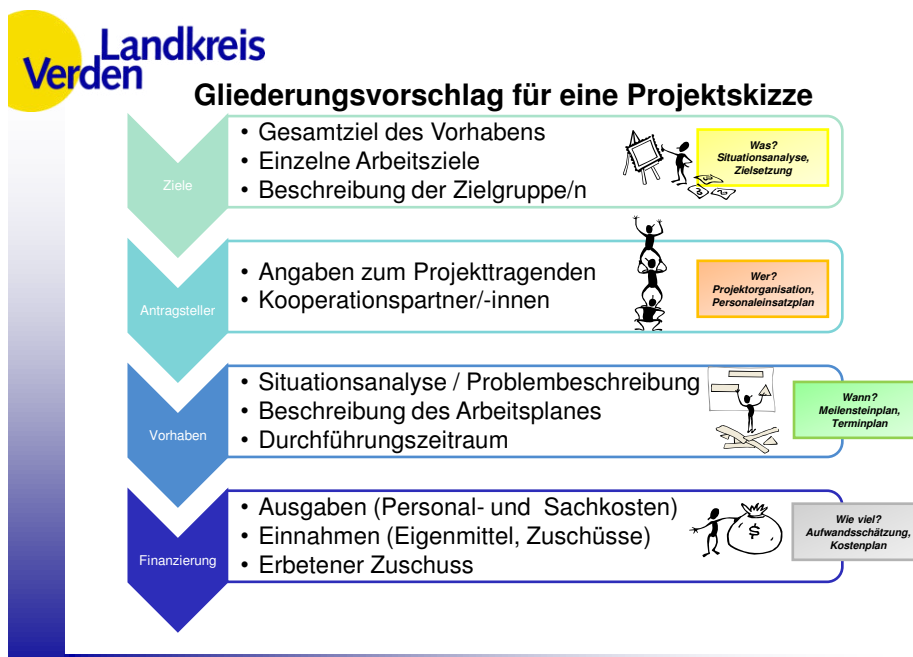 Landkreis
Verden
Gliederungsvorschlag für eine Projektskizze
Ziele
• Gesamtziel des Vorhabens
• Einzelne Arbeitsziele
• Beschreibung der Zielgruppe/n
Was?
Situationsanalyse,
Zielsetzung
Antragsteller
• Angaben zum Projekttragenden
• Kooperationspartner/-innen
Wer?
Projektorganisation,
Personaleinsatzplan
Vorhaben
• Situationsanalyse / Problembeschreibung
• Beschreibung des Arbeitsplanes
• Durchführungszeitraum
Wann?
Meilensteinplan,
Terminplan
Finanzierung
• Ausgaben (Personal- und Sachkosten)
• Einnahmen (Eigenmittel, Zuschüsse)
• Erbetener Zuschuss
$
Wie viel?
Aufwandsschätzung,
Kostenplan